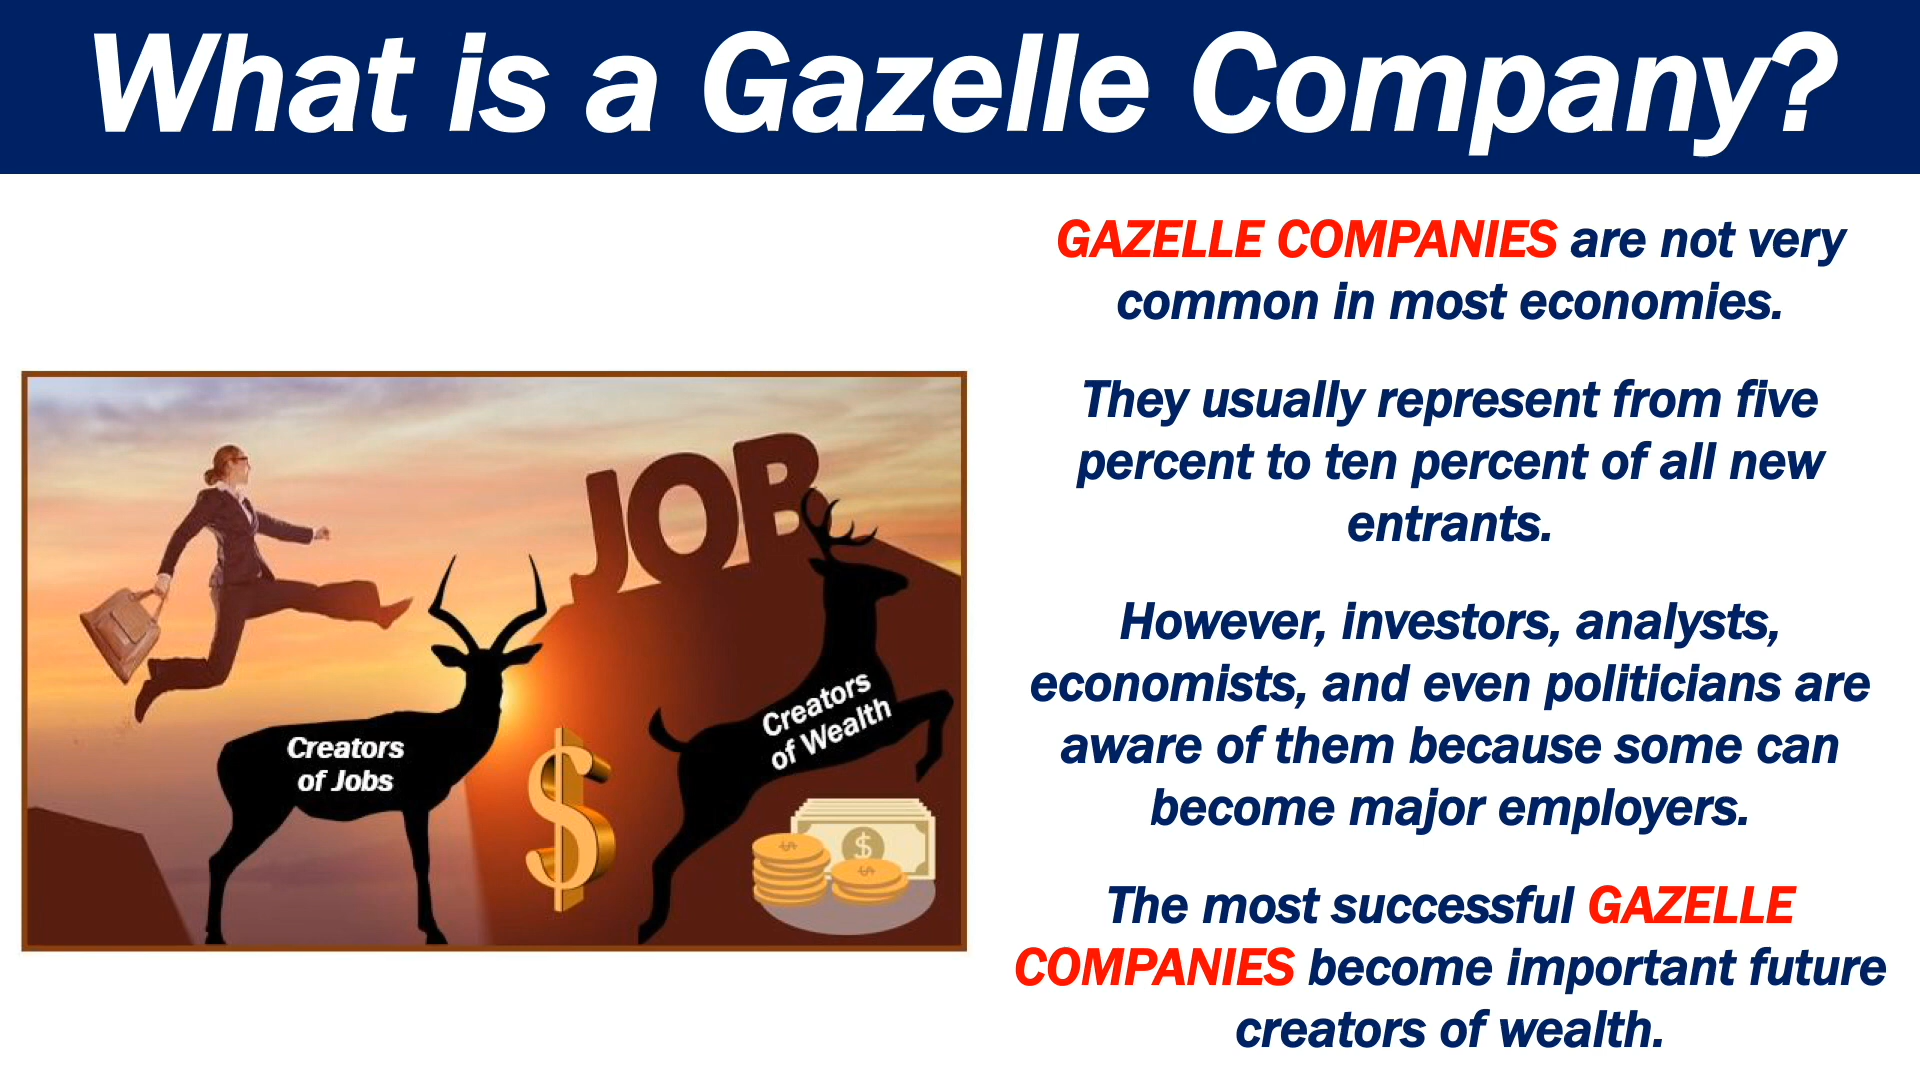 What is a Gazelle Company?
GAZELLE COMPANIES are not very
common in most economies.
They usually represent from five
percent to ten percent of all new
entrants.
However, investors, analysts,
economists, and even politicians are
aware of them because some can
become major employers.
The most successful GAZELLE
COMPANIES become important future
creators of wealth.
JOB
Creators
of Jobs
Creators
of Wealth
$
$
$
$